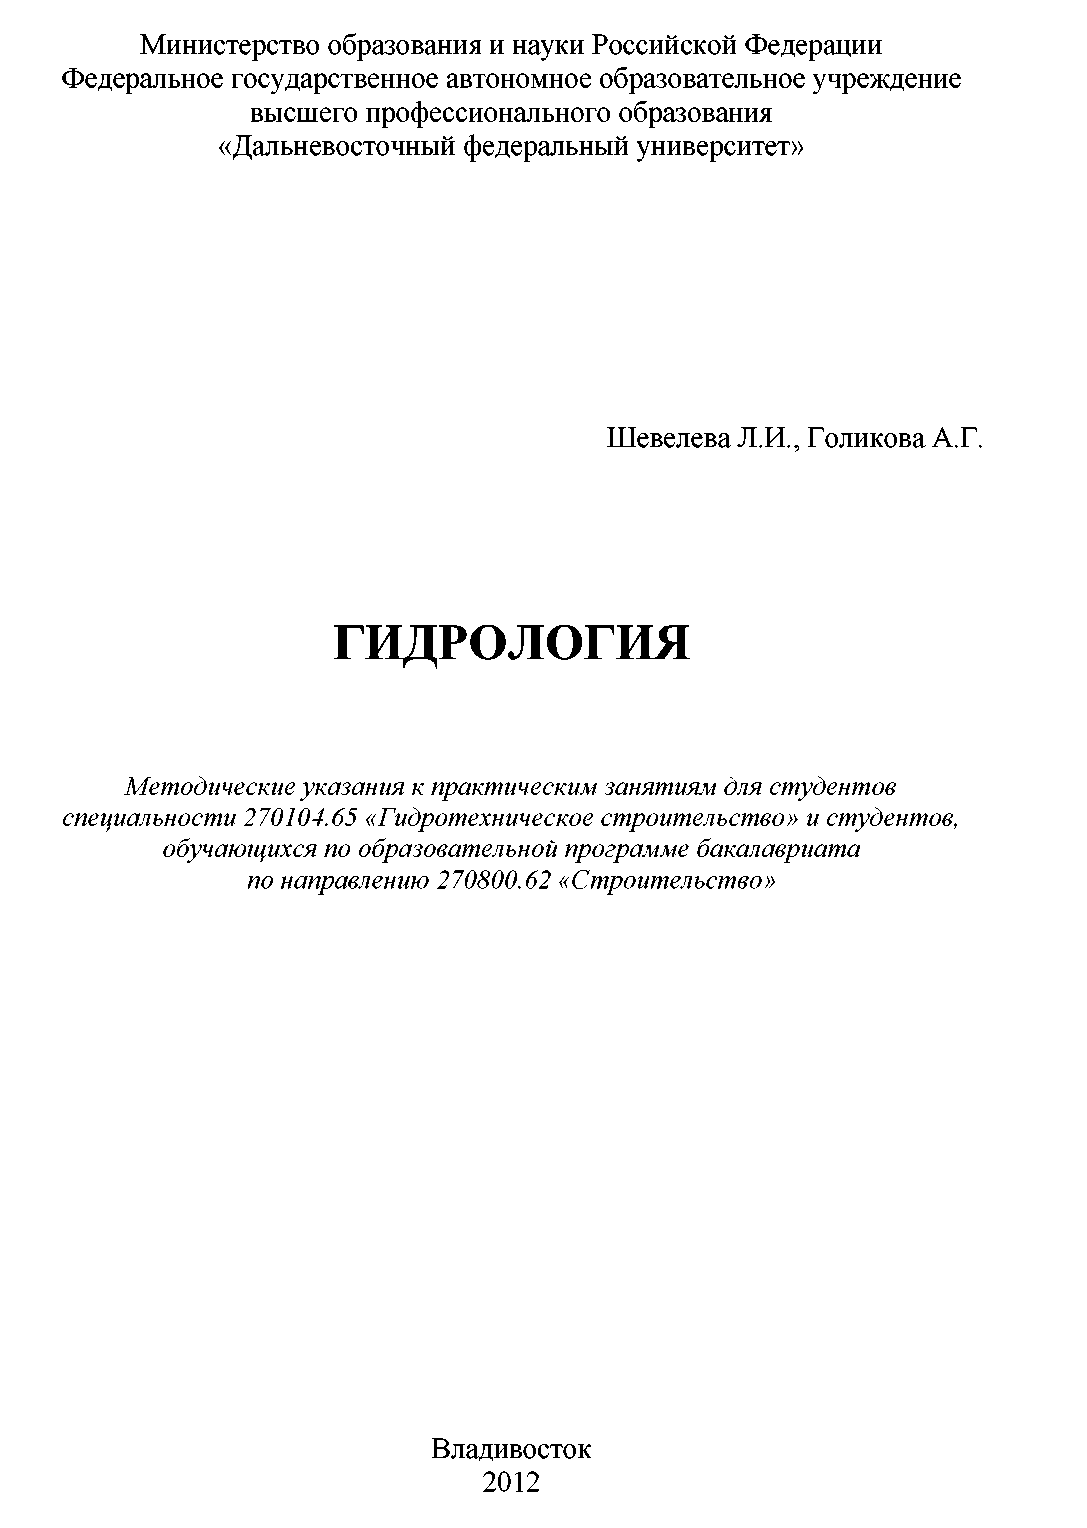 Министерство образования и науки Российской Федерации
Федеральное государственное автономное образовательное учреждение
высшего профессионального образования
«Дальневосточный федеральный университет»
Шевелева Л.И., Голикова А.Г.
ГИДРОЛОГИЯ
Методические указания к практическим занятиям для студентов
специальности 270104.65 «Гидротехническое строительство» и студентов,
обучающихся по образовательной программе бакалавриата
по направлению 270800.62 «Строительство»
Владивосток
2012